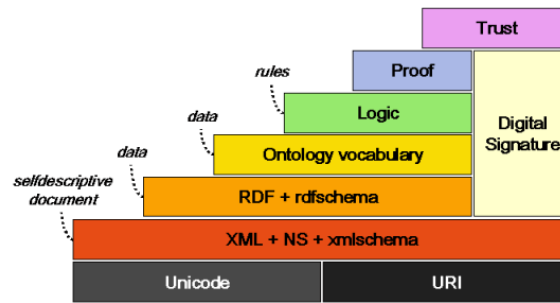 Trust
Proof
rules
Logic
Digital
Signature
data
Ontology vocabulary
data
RDF + rdfschema
selfdescriptive
document
XML + NS + xmlschema
Unicode
URI